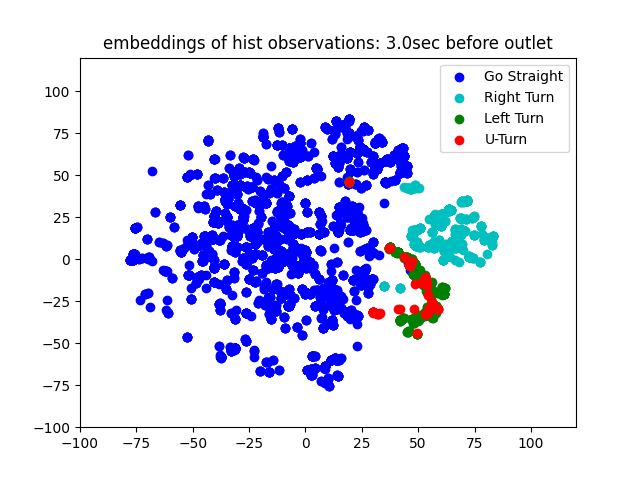 embeddings of hist observations: 3.0sec before outlet
Go Straight
Right Turn
Left Turn
U-Turn
100
75
50
25
0
−25
−50
−75
−100
−100 −75 −50 −25 0 25 50 75 100